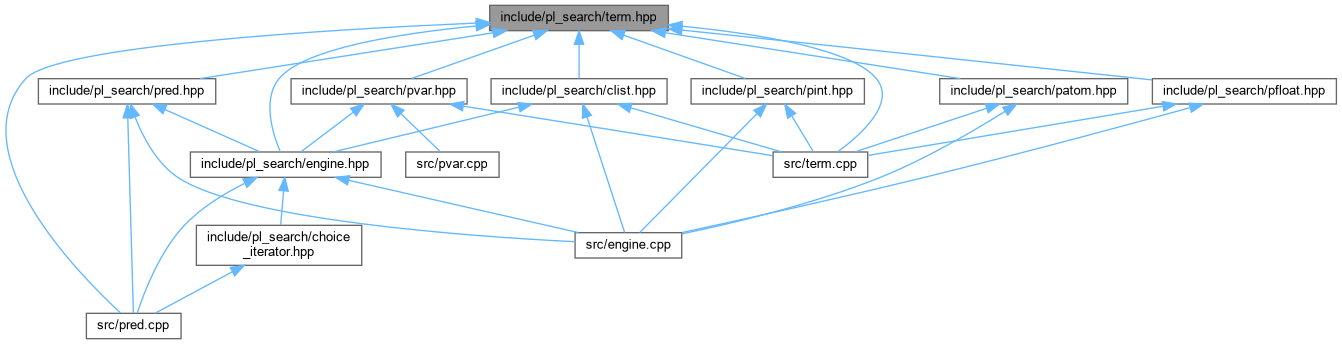 include/pl_search/term.hpp
include/pl_search/pred.hpp
include/pl_search/pvar.hpp
include/pl_search/clist.hpp
include/pl_search/pint.hpp
include/pl_search/patom.hpp
include/pl_search/pfloat.hpp
include/pl_search/engine.hpp
src/pvar.cpp
src/term.cpp
include/pl_search/choice
_iterator.hpp
src/engine.cpp
src/pred.cpp